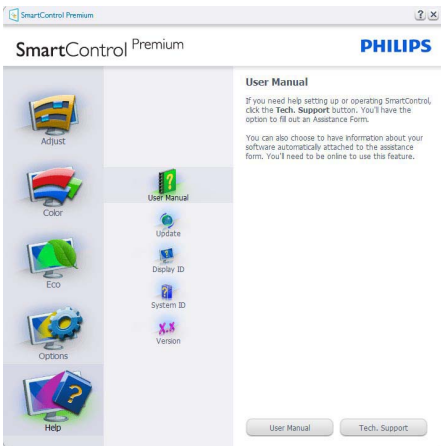 SmartControl Premium
SmartControl Premium
PHILIPS
Adjust
Color
Eco
Options
Help
User Manual
Update
Display ID
System ID
X.X
Version
User Manual
If you need help setting up or operating SmartControl,
click the Tech. Support button. You'll have the
option to fill out an Assistance Form.
You can also choose to have information about your
software automatically attached to the assistance
form. You'll need to be online to use this feature.
User Manual
Tech. Support